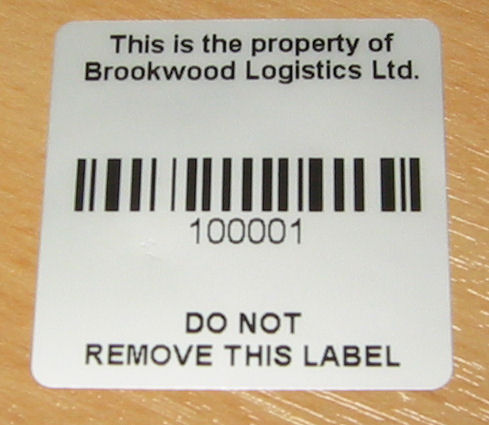 This is the property of
Brookwood Logistics Ltd.
100001
DO NOT
REMOVE THIS LABEL